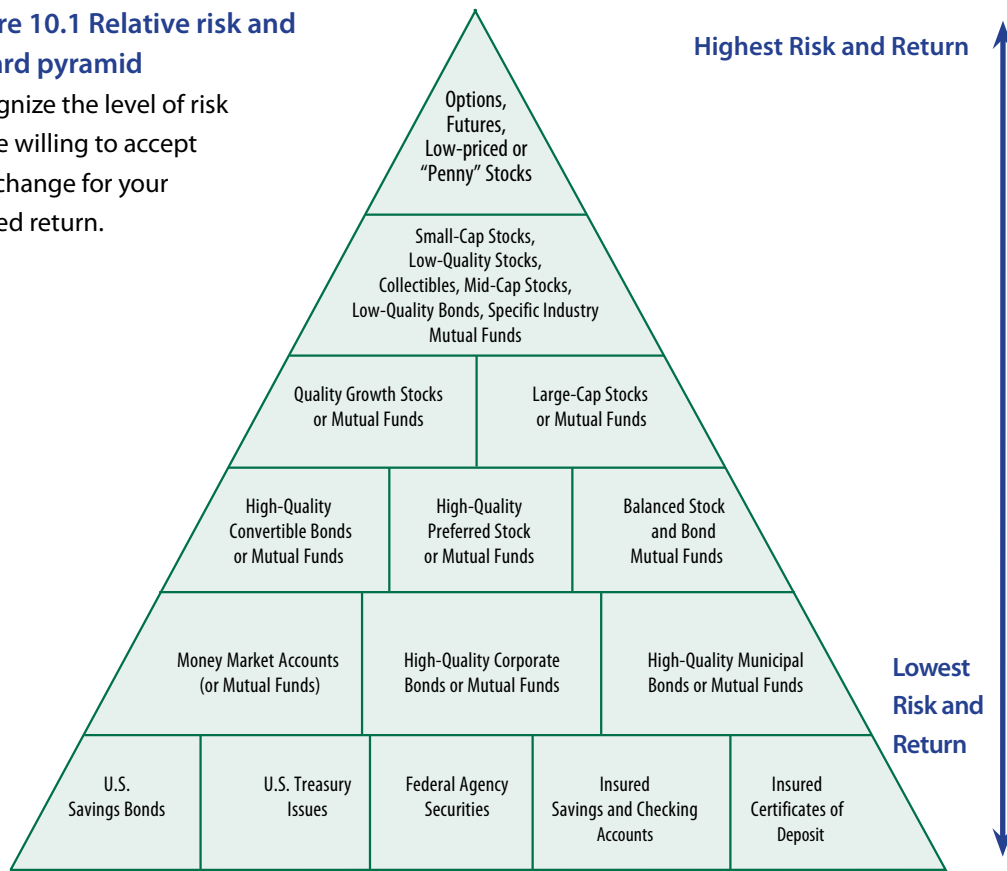 re 10.1 Relative risk and
ard pyramid
gnize the level of risk
e willing to accept
change for your
ed return.
Highest Risk and Return
Options,
Futures,
Low-priced or
“Penny” Stocks
Small-Cap Stocks,
Low-Quality Stocks,
Collectibles, Mid-Cap Stocks,
Low-Quality Bonds, Specific Industry
Mutual Funds
Quality Growth Stocks
or Mutual Funds
Large-Cap Stocks
or Mutual Funds
High-Quality
Convertible Bonds
or Mutual Funds
High-Quality
Preferred Stock
or Mutual Funds
Balanced Stock
and Bond
Mutual Funds
Money Market Accounts
(or Mutual Funds)
High-Quality Corporate
Bonds or Mutual Funds
High-Quality Municipal
Bonds or Mutual Funds
Lowest
Risk and
Return
U.S.
Savings Bonds
U.S. Treasury
Issues
Federal Agency
Securities
Insured
Savings and Checking
Accounts
Insured
Certificates of
Deposit